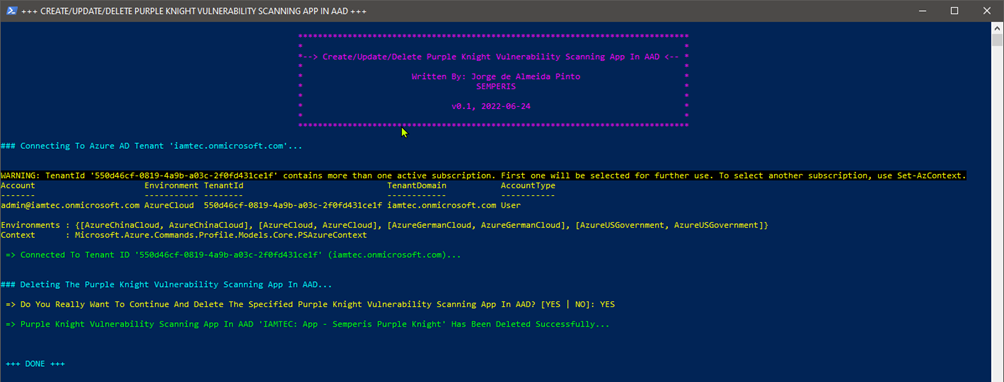 +++ CREATE/UPDATE/DELETE PURPLE KNIGHT VULNERABILITY SCANNING APP IN AAD +++
********************************************************************************
* *
*--> Create/Update/Delete Purple Knight Vulnerability Scanning App In AAD <-- *
* *
* Written By: Jorge de Almeida Pinto *
* SEMPERIS *
* *
* v0.1, 2022-06-24 *
* *
********************************************************************************
### Connecting To Azure AD Tenant 'iamtec.onmicrosoft.com'...
WARNING: TenantId '550d46cf-0819-4a9b-a03c-2f0fd431ce1f' contains more than one active subscription. First one will be selected for further use. To select another subscription, use Set-AzContext.
Account Environment TenantId TenantDomain AccountType
------- ----------- -------- ------------ -----------
admin@iamtec.onmicrosoft.com AzureCloud 550d46cf-0819-4a9b-a03c-2f0fd431ce1f iamtec.onmicrosoft.com User
Environments : {[AzureChinaCloud, AzureChinaCloud], [AzureCloud, AzureCloud], [AzureGermanCloud, AzureGermanCloud], [AzureUSGovernment, AzureUSGovernment]}
Context : Microsoft.Azure.Commands.Profile.Models.Core.PSAzureContext
=> Connected To Tenant ID '550d46cf-0819-4a9b-a03c-2f0fd431ce1f' (iamtec.onmicrosoft.com)...
### Deleting The Purple Knight Vulnerability Scanning App In AAD...
=> Do You Really Want To Continue And Delete The Specified Purple Knight Vulnerability Scanning App In AAD? [YES | NO]: YES
=> Purple Knight Vulnerability Scanning App In AAD 'IAMTEC: App - Semperis Purple Knight' Has Been Deleted Successfully...
+++ DONE +++